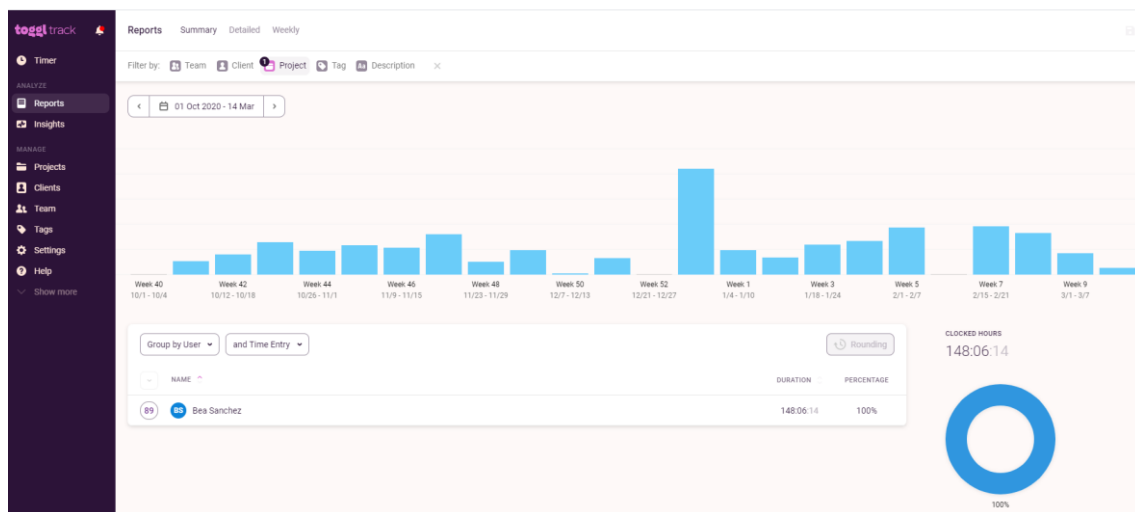 toggl track
Reports Summary Detailed Weekly
Timer
Filter by: Team Client 1 Project Tag Aa Description ×
ANALYZE
Reports
01 Oct 2020 - 14 Mar
Insights
MANAGE
Projects
Clients
Team
Tags
Settings
Help
Show more
Week 40 Week 42 Week 44 Week 46 Week 48 Week 50 Week 52 Week 1 Week 3 Week 5 Week 7 Week 9
10/1 - 10/4 10/12 - 10/18 10/26 - 11/1 11/9 - 11/15 11/23 - 11/29 12/7 - 12/13 12/21 - 12/27 1/4 - 1/10 1/18 - 1/24 2/1 - 2/7 2/15 - 2/21 3/1 - 3/7
Group by User and Time Entry Rounding
NAME DURATION PERCENTAGE
89 BS Bea Sanchez 148:06:14 100%
CLOCKED HOURS
148:06:14
100%